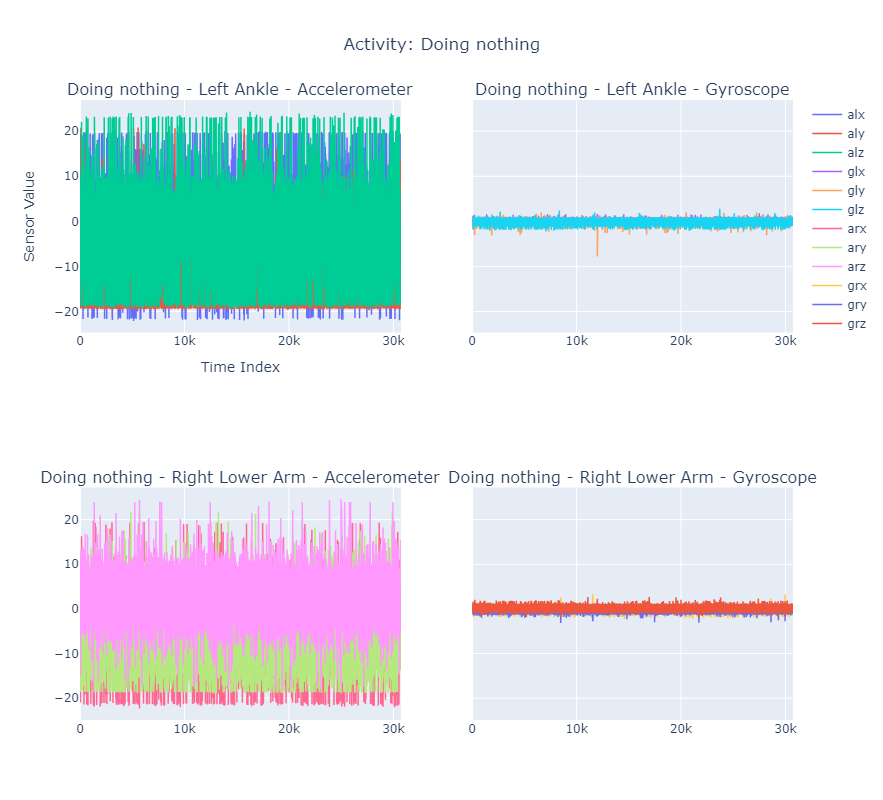 Activity: Doing nothing
Doing nothing - Left Ankle - Accelerometer
Doing nothing - Left Ankle - Gyroscope
20
10
0
−10
−20
Sensor Value
0
10k
20k
30k
Time Index
0
10k
20k
30k
alx
aly
alz
glx
gly
glz
arx
ary
arz
grx
gry
grz
Doing nothing - Right Lower Arm - Accelerometer
Doing nothing - Right Lower Arm - Gyroscope
20
10
0
−10
−20
0
10k
20k
30k
0
10k
20k
30k